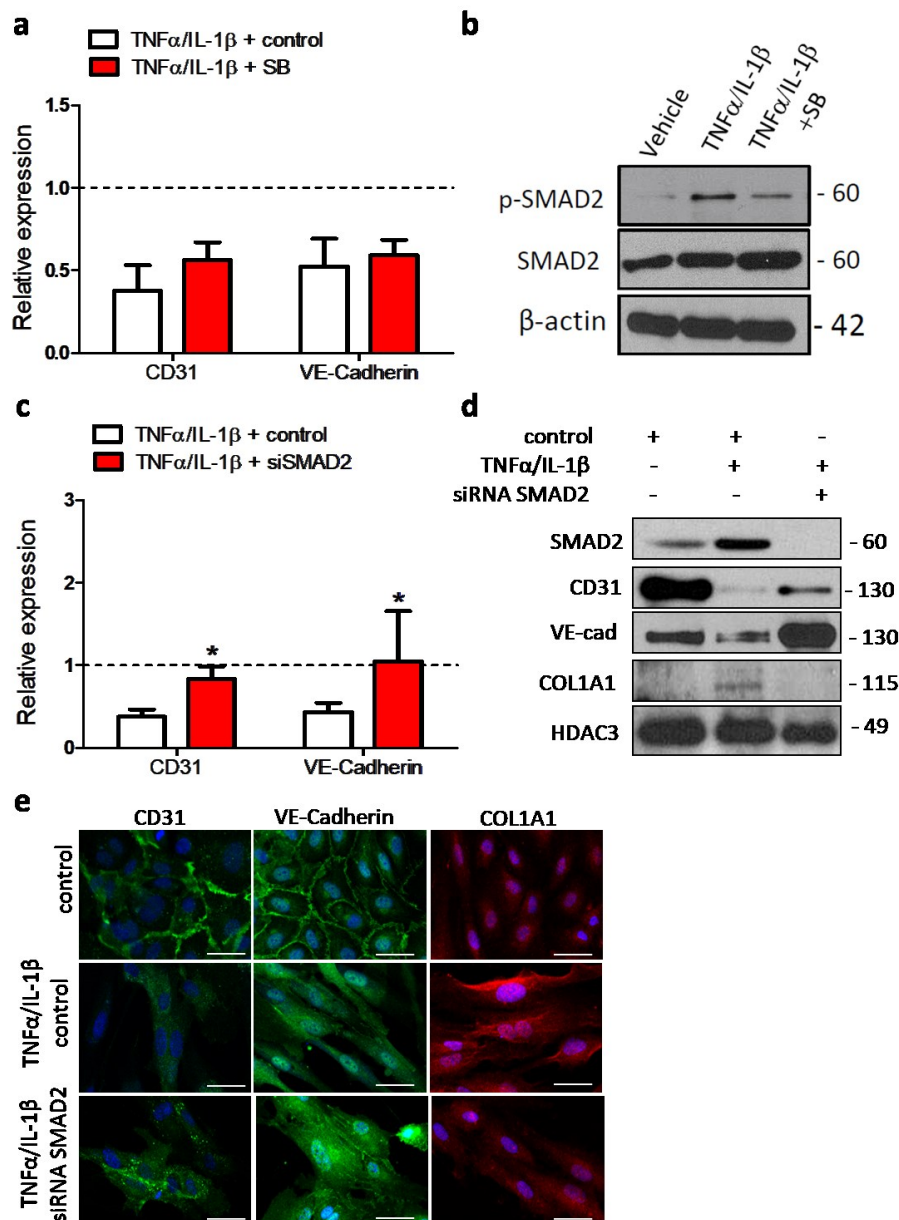 a
TNFα/IL-1β + control
TNFα/IL-1β + SB
Relative expression
1.5
1.0
0.5
0.0
CD31 VE-Cadherin
b
Vehicle TNFα/IL-1β TNFα/IL-1β
+SB
p-SMAD2 - 60
SMAD2 - 60
β-actin - 42
c
TNFα/IL-1β + control
TNFα/IL-1β + siSMAD2
Relative expression
3
2
1
0
* *
CD31 VE-Cadherin
d
control + + -
TNFα/IL-1β - + +
siRNA SMAD2 - - +
SMAD2 - 60
CD31 - 130
VE-cad - 130
COL1A1 - 115
HDAC3 - 49
e
CD31 VE-Cadherin COL1A1
control
TNFα/IL-1β
control
TNFα/IL-1β
siRNA SMAD2